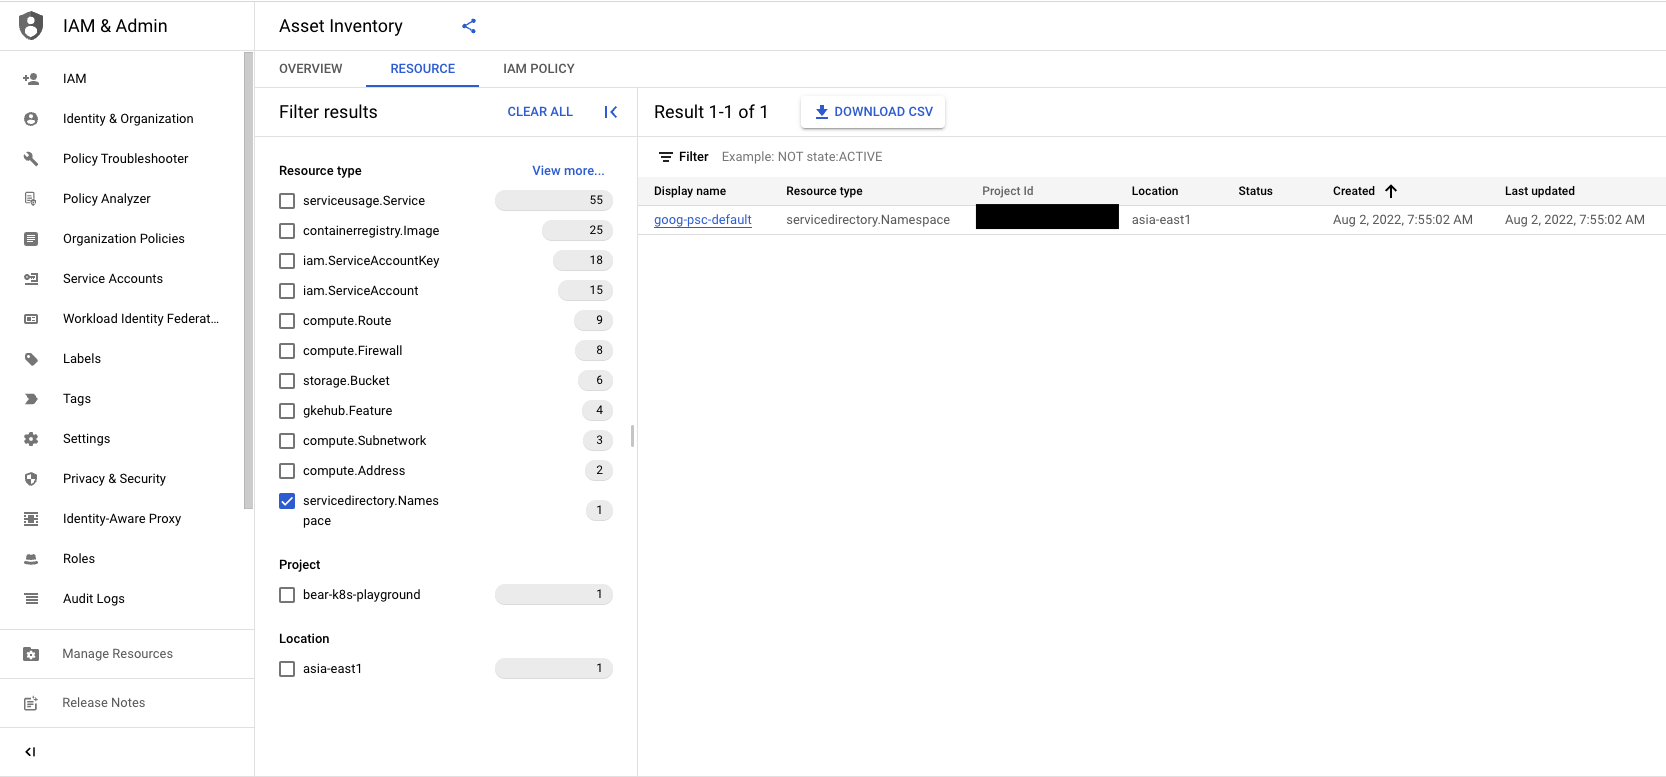 IAM & Admin
Asset Inventory
IAM
Identity & Organization
Policy Troubleshooter
Policy Analyzer
Organization Policies
Service Accounts
Workload Identity Federat...
Labels
Tags
Settings
Privacy & Security
Identity-Aware Proxy
Roles
Audit Logs
Manage Resources
Release Notes
OVERVIEW RESOURCE IAM POLICY
Filter results CLEAR ALL
Resource type View more...
serviceusage.Service 55
containerregistry.Image 25
iam.ServiceAccountKey 18
iam.ServiceAccount 15
compute.Route 9
compute.Firewall 8
storage.Bucket 6
gkehub.Feature 4
compute.Subnetwork 3
compute.Address 2
servicedirectory.Names
pace 1
Project
bear-k8s-playground 1
Location
asia-east1 1
Result 1-1 of 1 DOWNLOAD CSV
Filter Example: NOT state:ACTIVE
Display name Resource type Project Id Location Status Created Last updated
goog-psc-default servicedirectory.Namespace asia-east1 Aug 2, 2022, 7:55:02 AM Aug 2, 2022, 7:55:02 AM